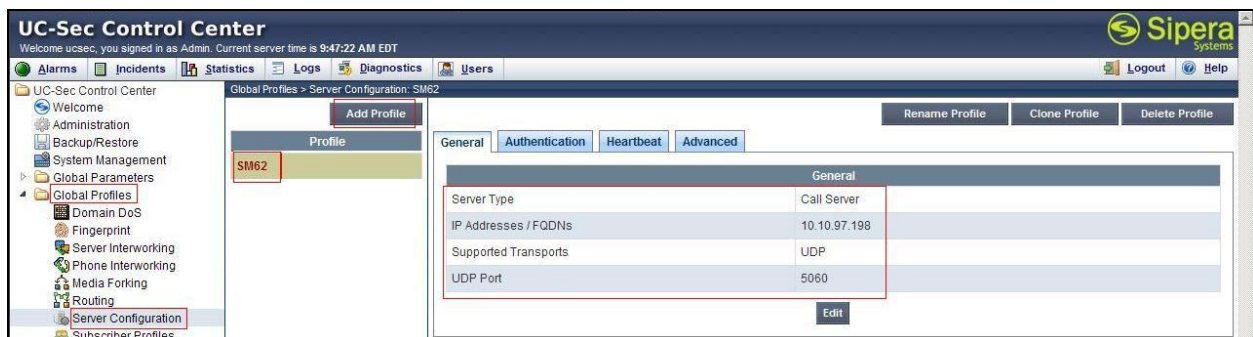 UC-Sec Control Center
Welcome ucsec, you signed in as Admin. Current server time is 9:47:22 AM EDT
Sipera
Systems
Alarms Incidents Statistics Logs Diagnostics Users Logout Help
UC-Sec Control Center
Welcome
Administration
Backup/Restore
System Management
Global Parameters
Global Profiles
Domain DoS
Fingerprint
Server Interworking
Phone Interworking
Media Forking
Routing
Server Configuration
Subscriber Profiles
Global Profiles > Server Configuration: SM62
Add Profile
Profile
SM62
Rename Profile Clone Profile Delete Profile
General Authentication Heartbeat Advanced
General
Server Type Call Server
IP Addresses / FQDNs 10.10.97.198
Supported Transports UDP
UDP Port 5060
Edit